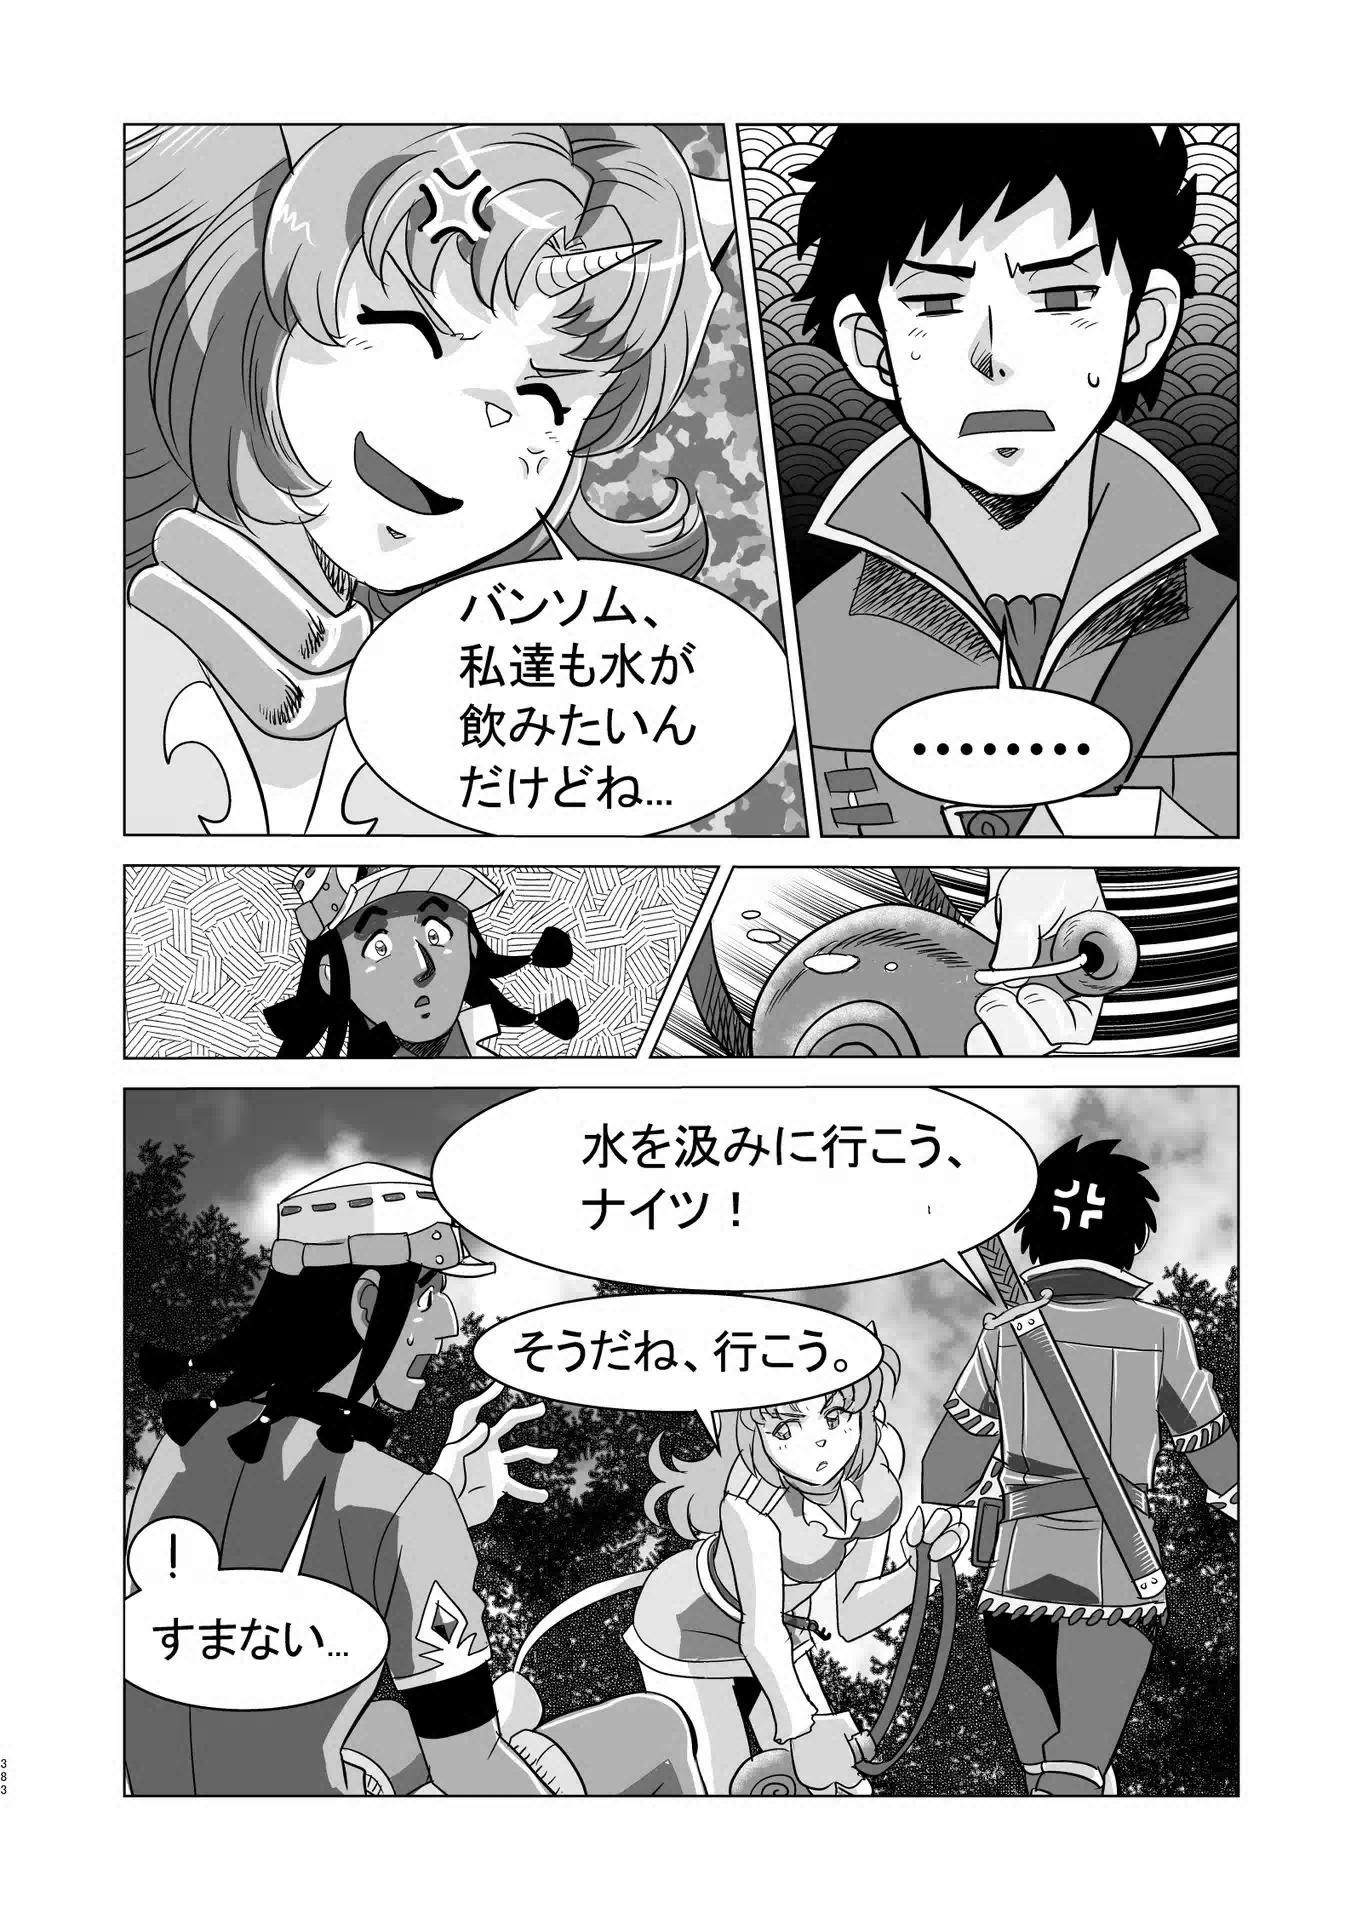 ・・・・・・・・
バンソム、
私達も水が
飲みたいん
だけどね…
水を汲みに行こう、
ナイツ！
そうだね、行こう。
！
すまない…
383